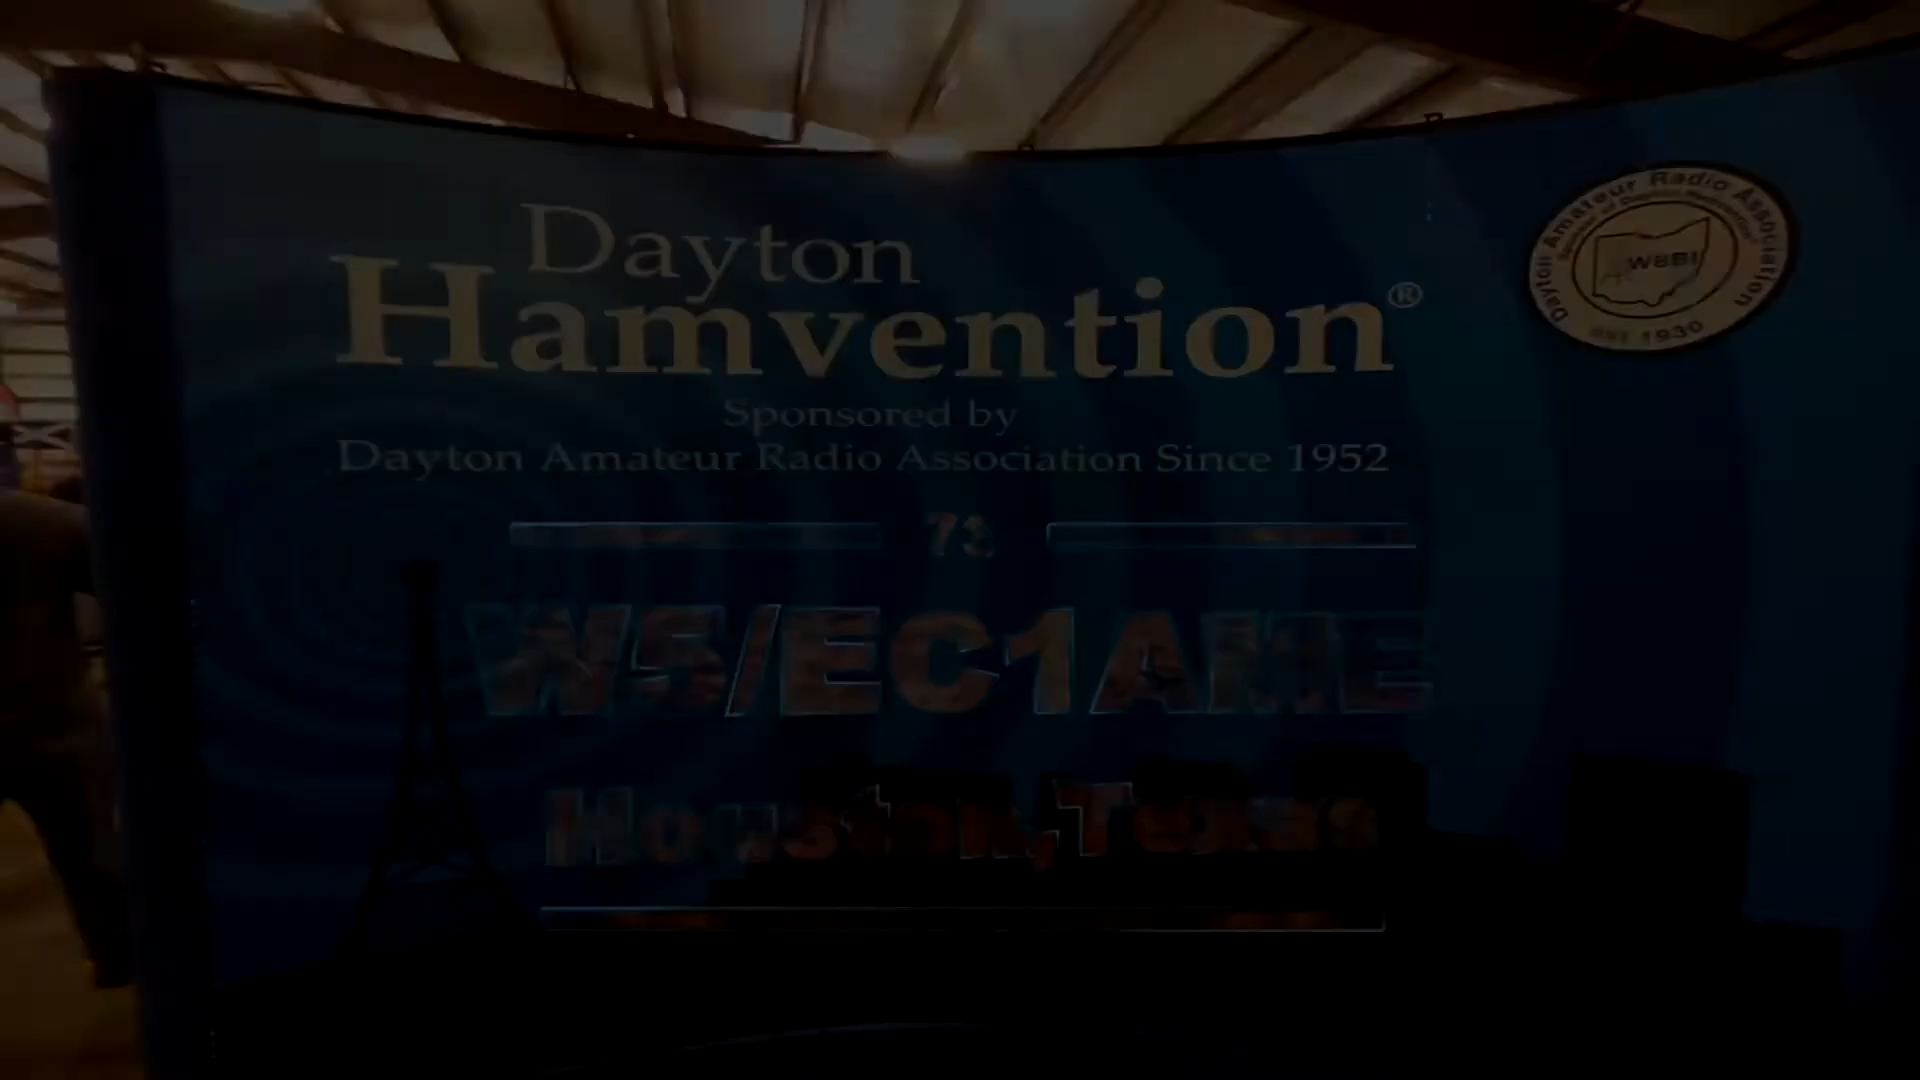 Dayton
Hamvention®
Sponsored by
Dayton Amateur Radio Association Since 1952
Dayton Amateur Radio Association
W8BI
Est 1930
73
W5/EC1AME
Houston,Texas